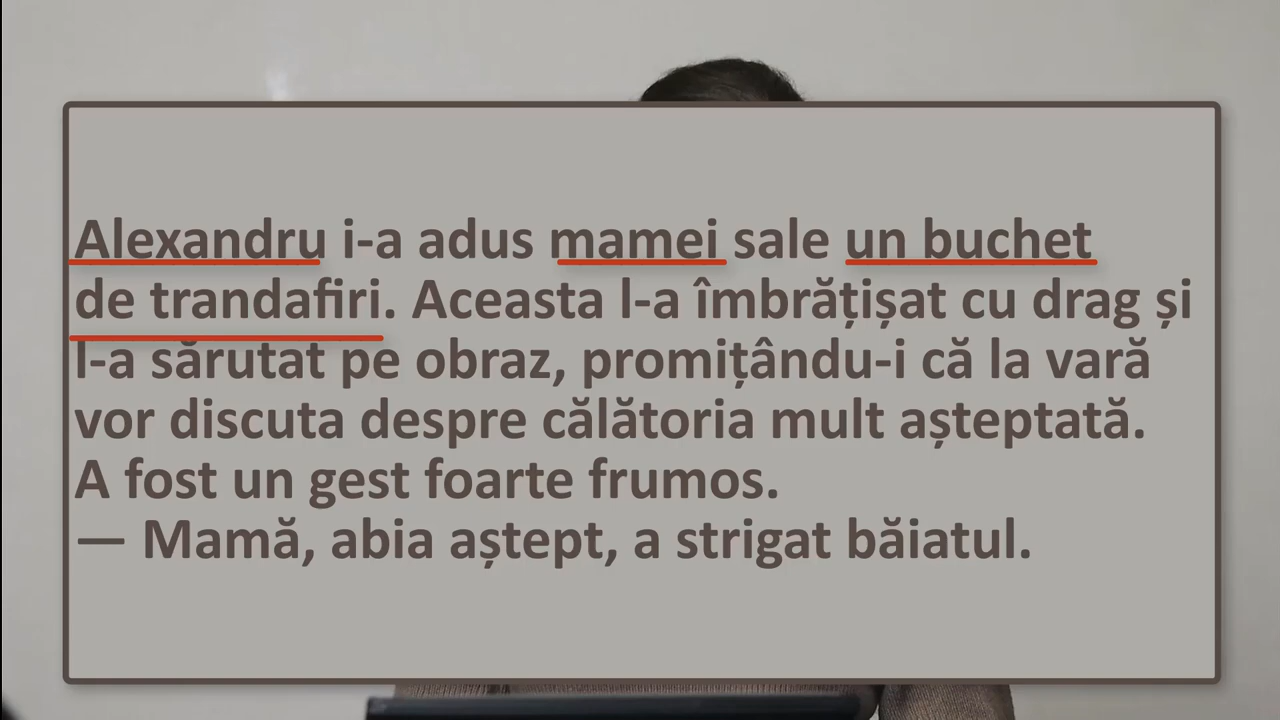 Alexandru i-a adus mamei sale un buchet
de trandafiri. Aceasta l-a îmbrățișat cu drag și
l-a sărutat pe obraz, promițându-i că la vară
vor discuta despre călătoria mult așteptată.
A fost un gest foarte frumos.
— Mamă, abia aștept, a strigat băiatul.